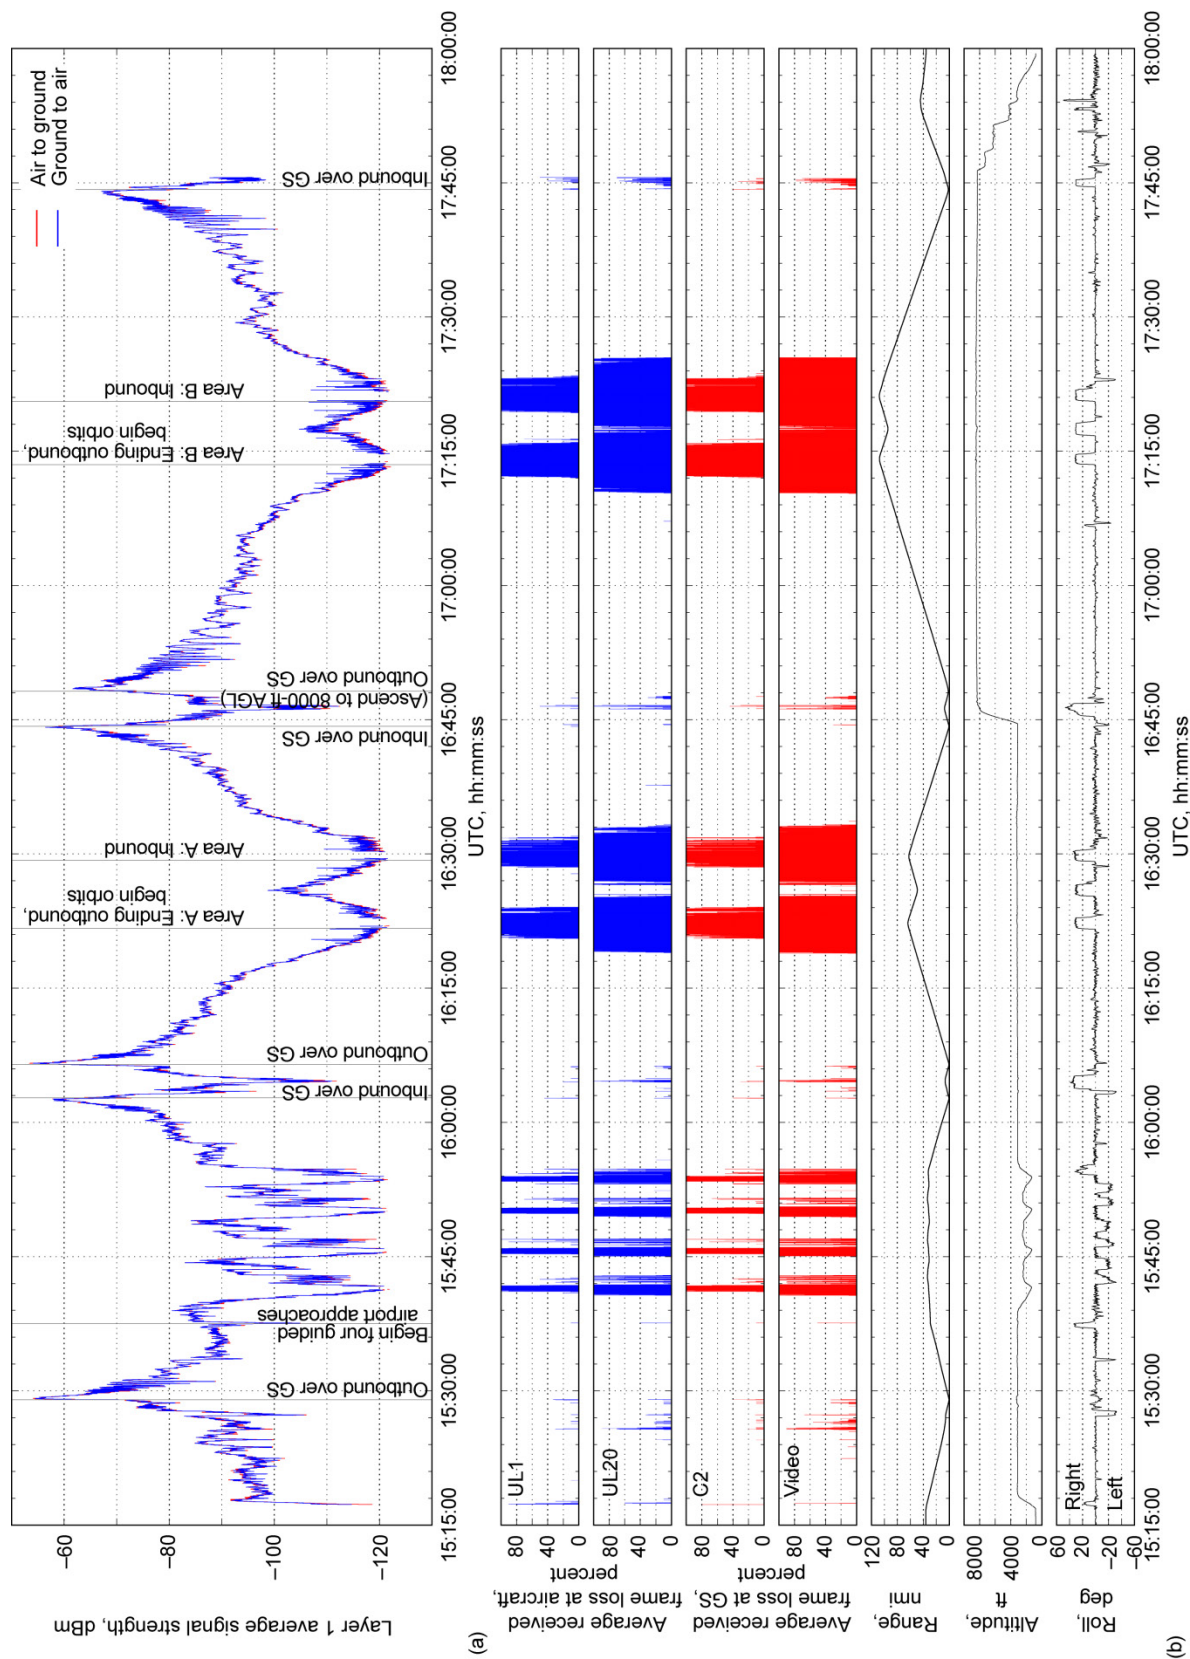 Layer 1 average signal strength, dBm
−60
−80
−100
−120
Air to ground
Ground to air
Outbound over GS
Begin four guided
airport approaches
Inbound over GS
Outbound over GS
Area A: Ending outbound,
begin orbits
Area A: Inbound
Inbound over GS
(Ascend to 8000-ft AGL)
Outbound over GS
Area B: Ending outbound,
begin orbits
Area B: Inbound
Inbound over GS
15:15:00
15:30:00
15:45:00
16:00:00
16:15:00
16:30:00
16:45:00
17:00:00
17:15:00
17:30:00
17:45:00
18:00:00
UTC, hh:mm:ss
(a)
Average received
frame loss at aircraft,
percent
80
40
0
UL1
80
40
0
UL20
Average received
frame loss at GS,
percent
80
40
0
C2
80
40
0
Video
Range,
nmi
120
80
40
0
Altitude,
ft
8000
4000
0
Roll,
deg
60
20
−20
−60
Right
Left
15:15:00
15:30:00
15:45:00
16:00:00
16:15:00
16:30:00
16:45:00
17:00:00
17:15:00
17:30:00
17:45:00
18:00:00
UTC, hh:mm:ss
(b)